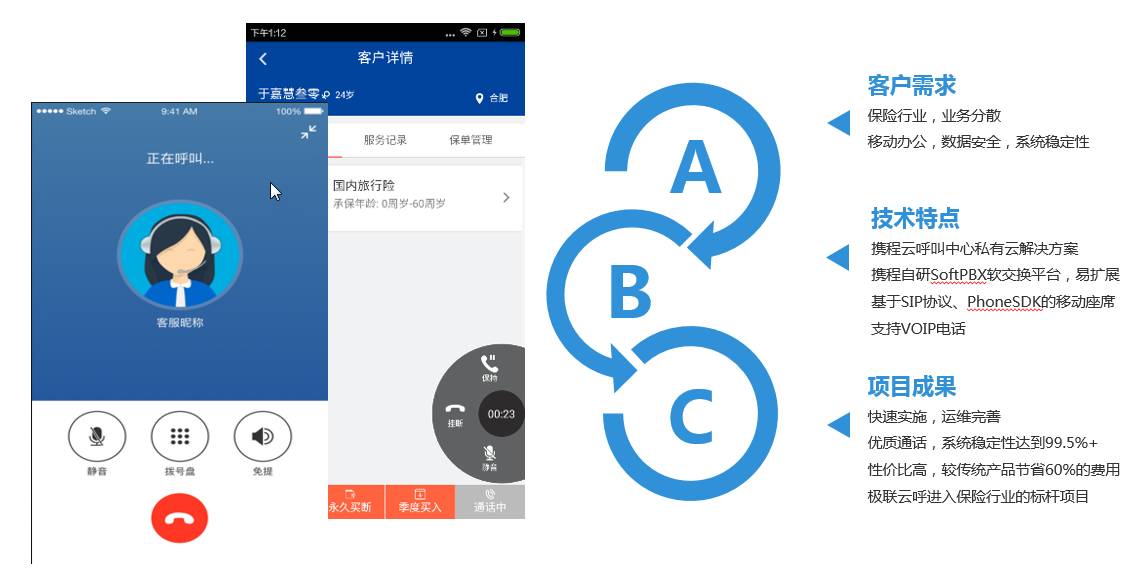 下午1:12
客户详情
于嘉慧叁零
24岁
合肥
服务记录
保单管理
国内旅行险
承保年龄: 0周岁-60周岁
保持
挂断
00:23
静音
永久买断
季度买入
通话中
Sketch
9:41 AM
100%
正在呼叫...
客服昵称
静音
拨号盘
免提
A
B
C
客户需求
保险行业，业务分散
移动办公，数据安全，系统稳定性
技术特点
携程云呼叫中心私有云解决方案
携程自研SoftPBX软交换平台，易扩展
基于SIP协议、PhoneSDK的移动座席
支持VOIP电话
项目成果
快速实施，运维完善
优质通话，系统稳定性达到99.5%+
性价比高，较传统产品节省60%的费用
极联云呼进入保险行业的标杆项目